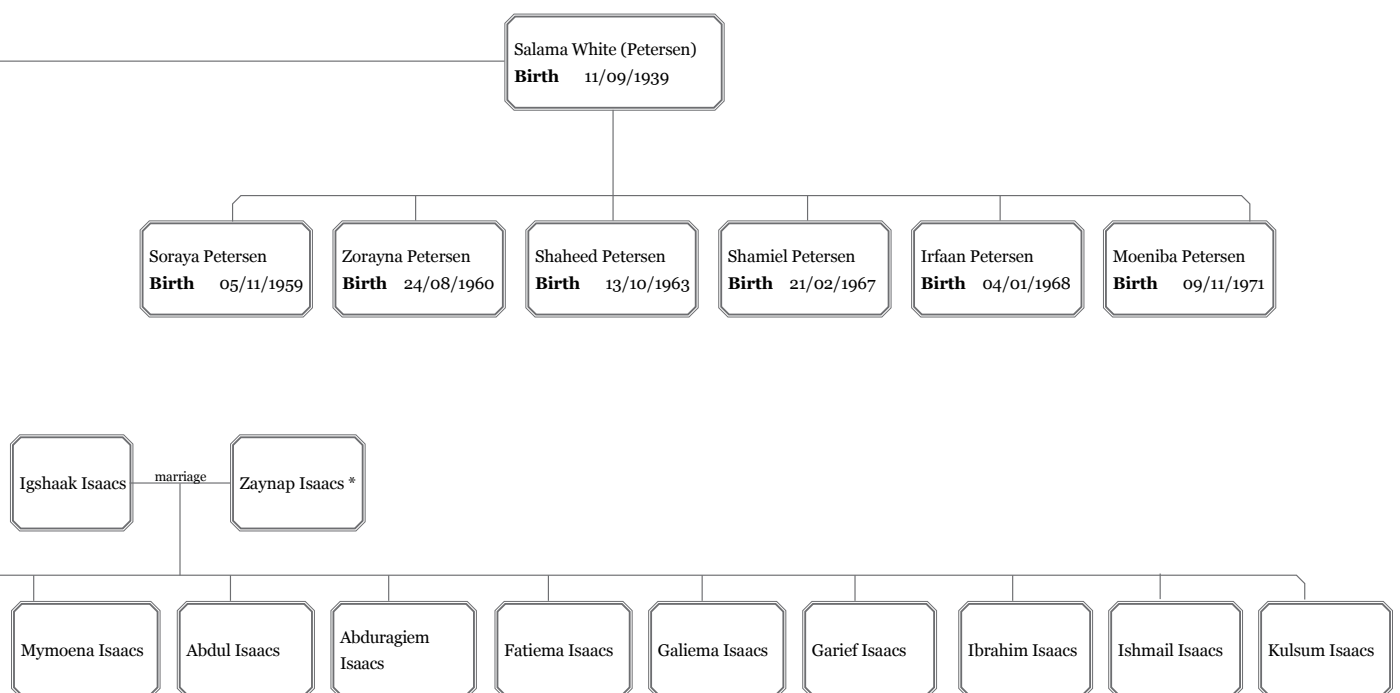 Salama White (Petersen)
Birth 11/09/1939
Soraya Petersen
Birth 05/11/1959
Zorayna Petersen
Birth 24/08/1960
Shaheed Petersen
Birth 13/10/1963
Shamiel Petersen
Birth 21/02/1967
Irfaan Petersen
Birth 04/01/1968
Moeniba Petersen
Birth 09/11/1971
Igshaak Isaacs
marriage
Zaynap Isaacs *
Mymoena Isaacs
Abdul Isaacs
Abduragiem
Isaacs
Fatiema Isaacs
Galiema Isaacs
Garief Isaacs
Ibrahim Isaacs
Ishmail Isaacs
Kulsum Isaacs